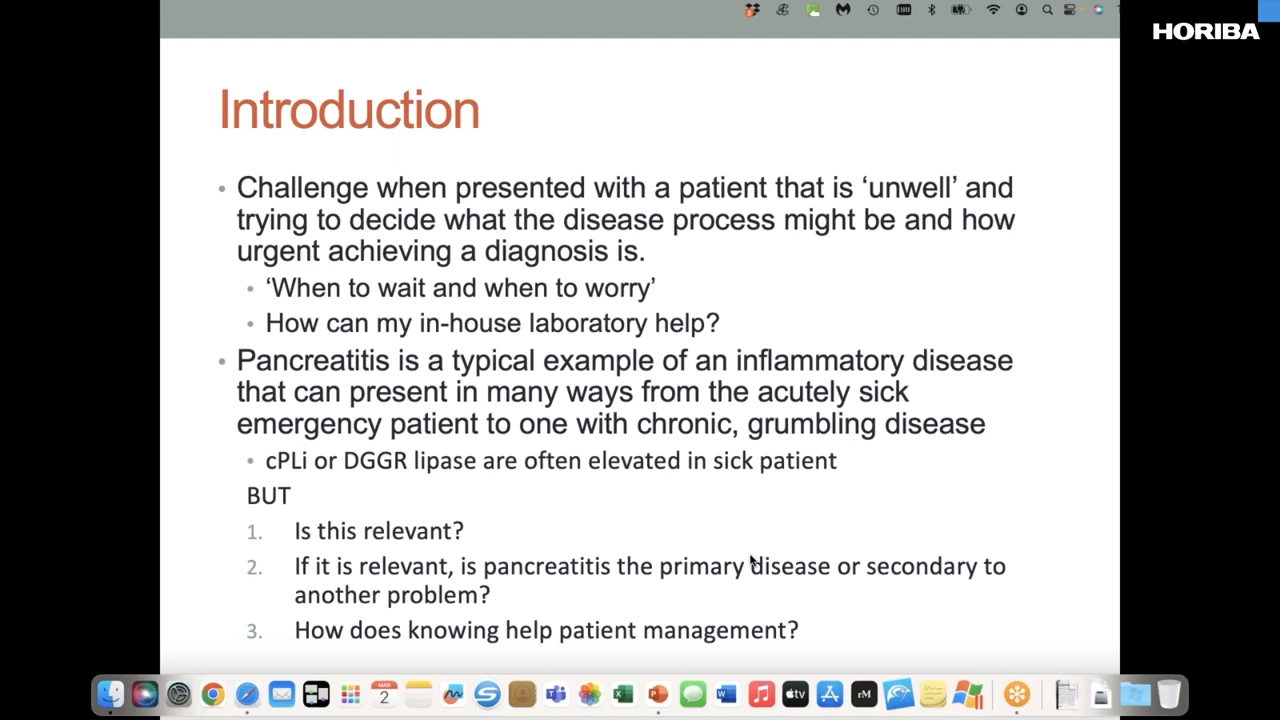 HORIBA
Introduction
• Challenge when presented with a patient that is ‘unwell’ and
trying to decide what the disease process might be and how
urgent achieving a diagnosis is.
• ‘When to wait and when to worry’
• How can my in-house laboratory help?
• Pancreatitis is a typical example of an inflammatory disease
that can present in many ways from the acutely sick
emergency patient to one with chronic, grumbling disease
• cPLi or DGGR lipase are often elevated in sick patient
BUT
1. Is this relevant?
2. If it is relevant, is pancreatitis the primary disease or secondary to
another problem?
3. How does knowing help patient management?
MAR
2
tv
rM